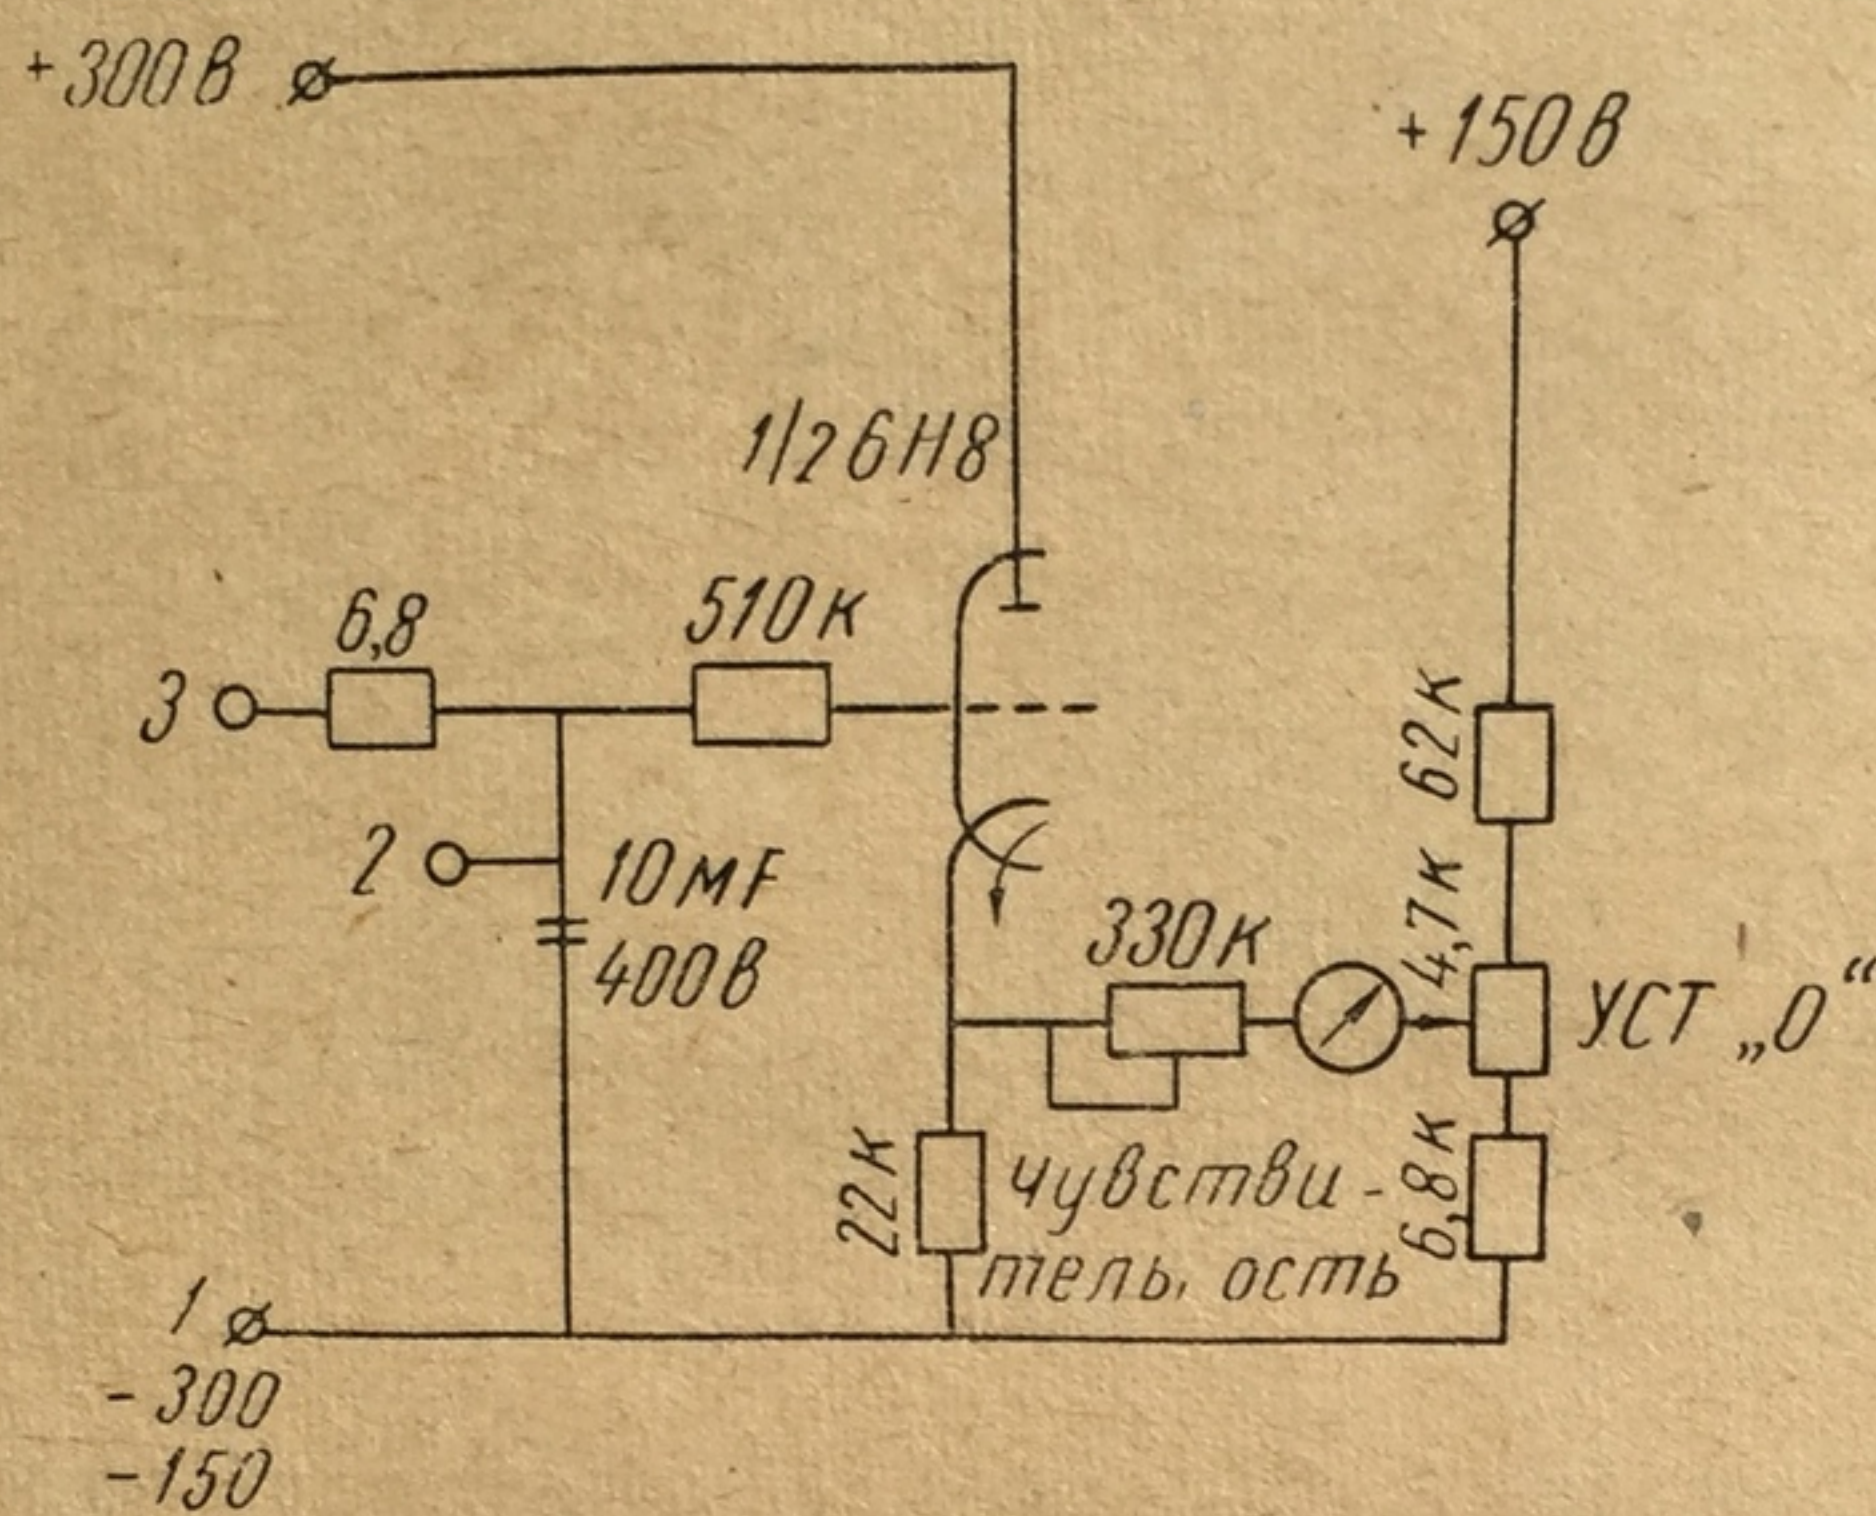 +300в
+150в
1/2 6Н8
6,8
510к
3
62к
2
10мF
400в
330к
4,7к
УСТ „0“
22к
чувстви-
тель, ость
6,8к
1
-300
-150